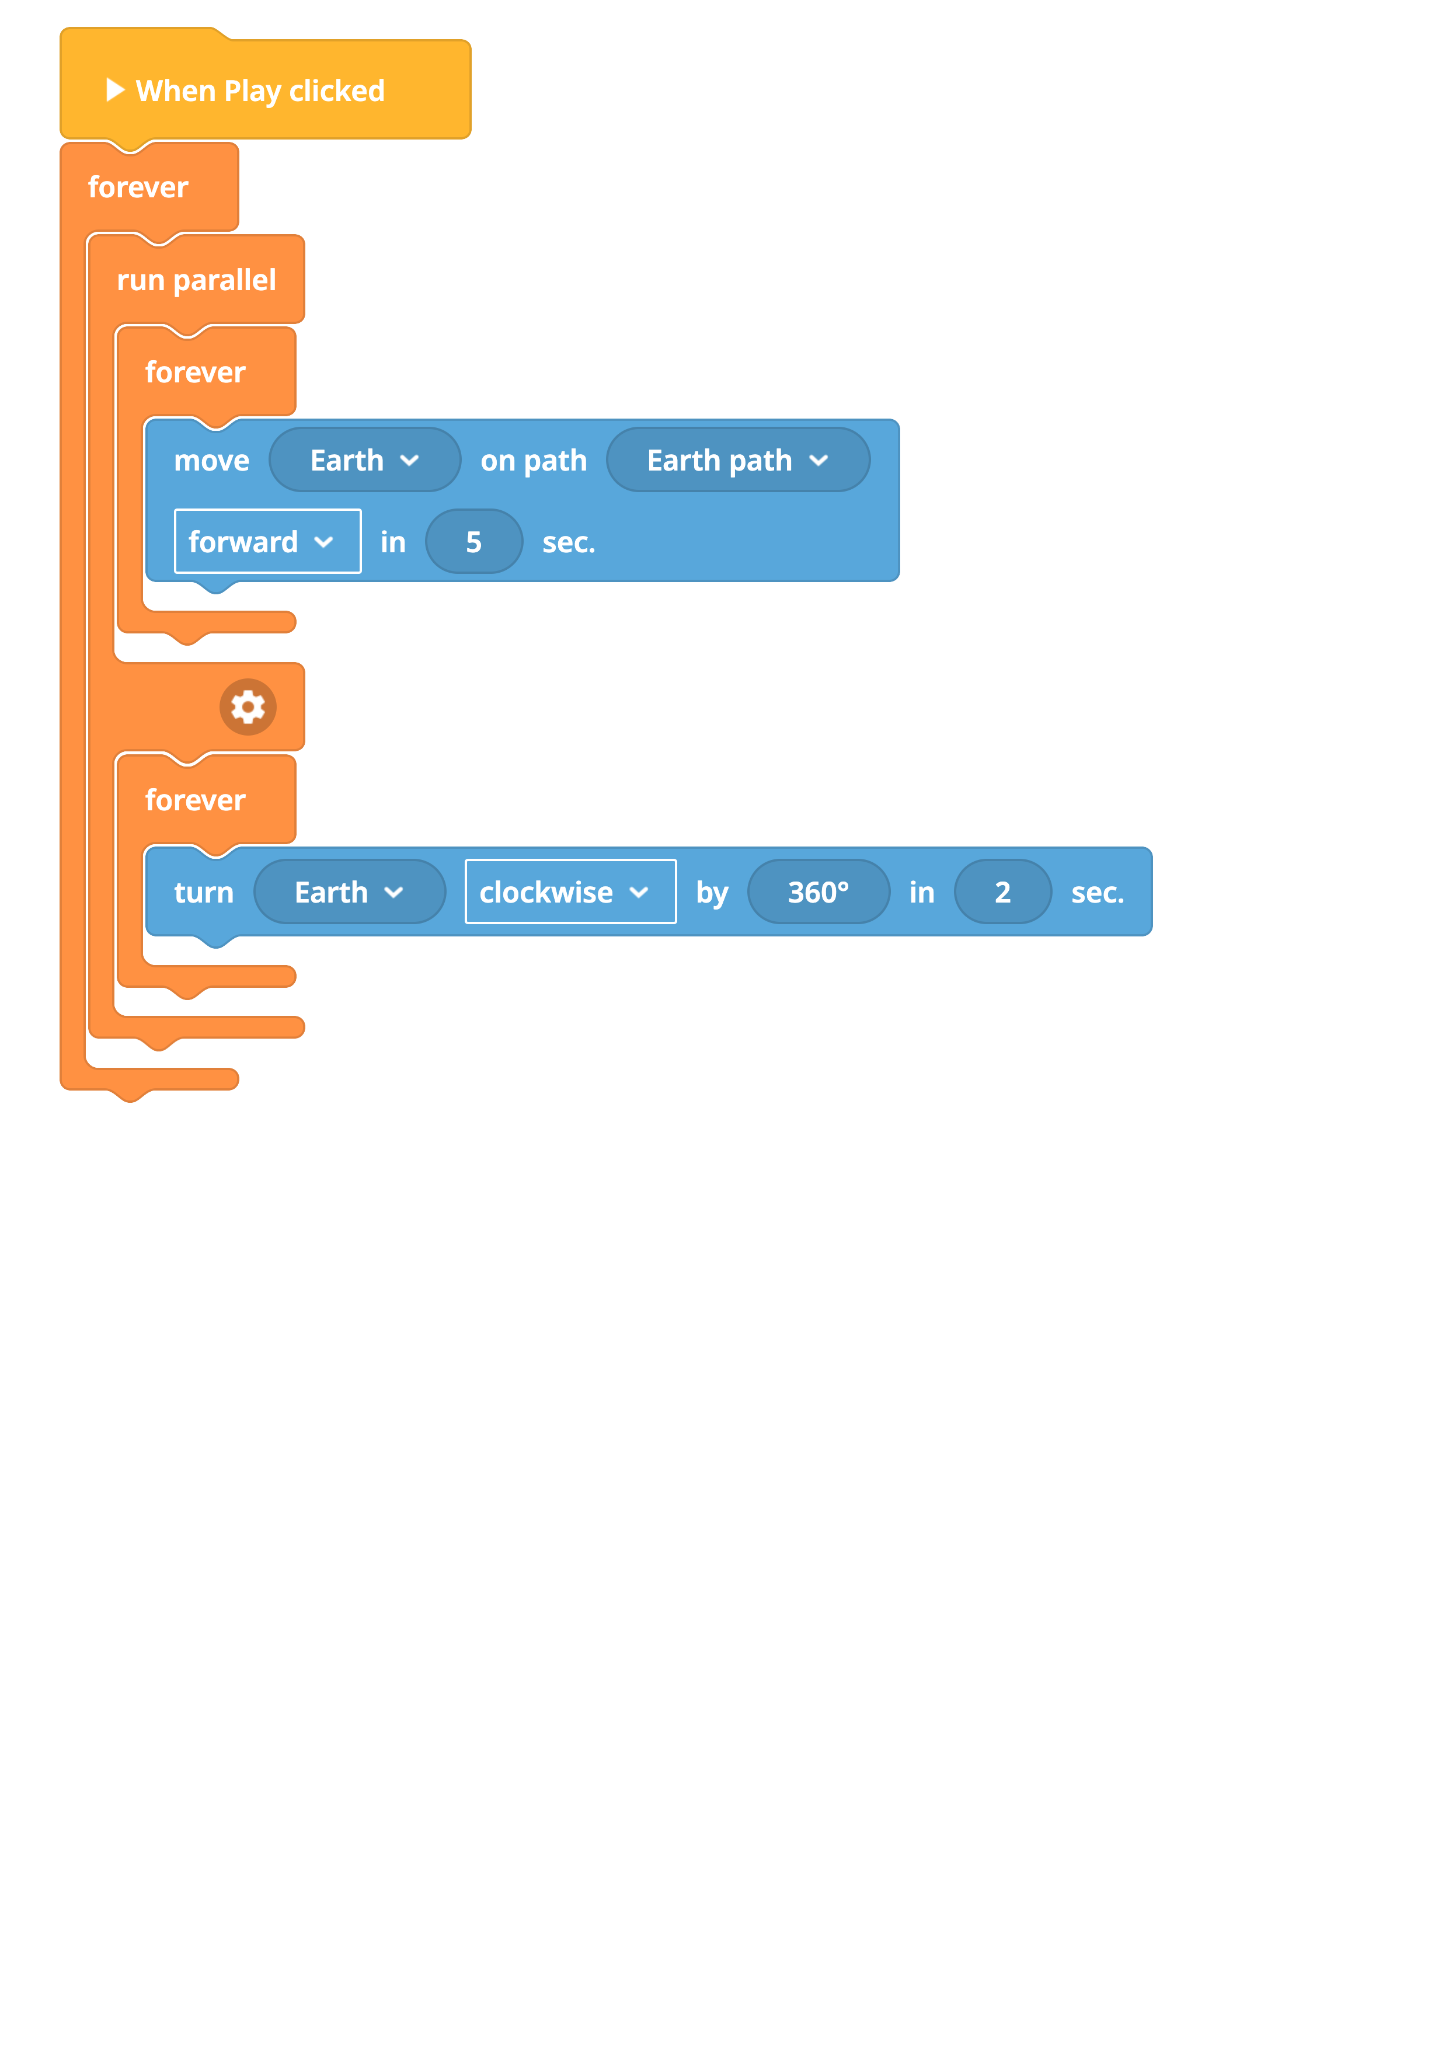 When Play clicked
forever
run parallel
forever
move Earth on path Earth path
forward in 5 sec.
forever
turn Earth clockwise by 360° in 2 sec.